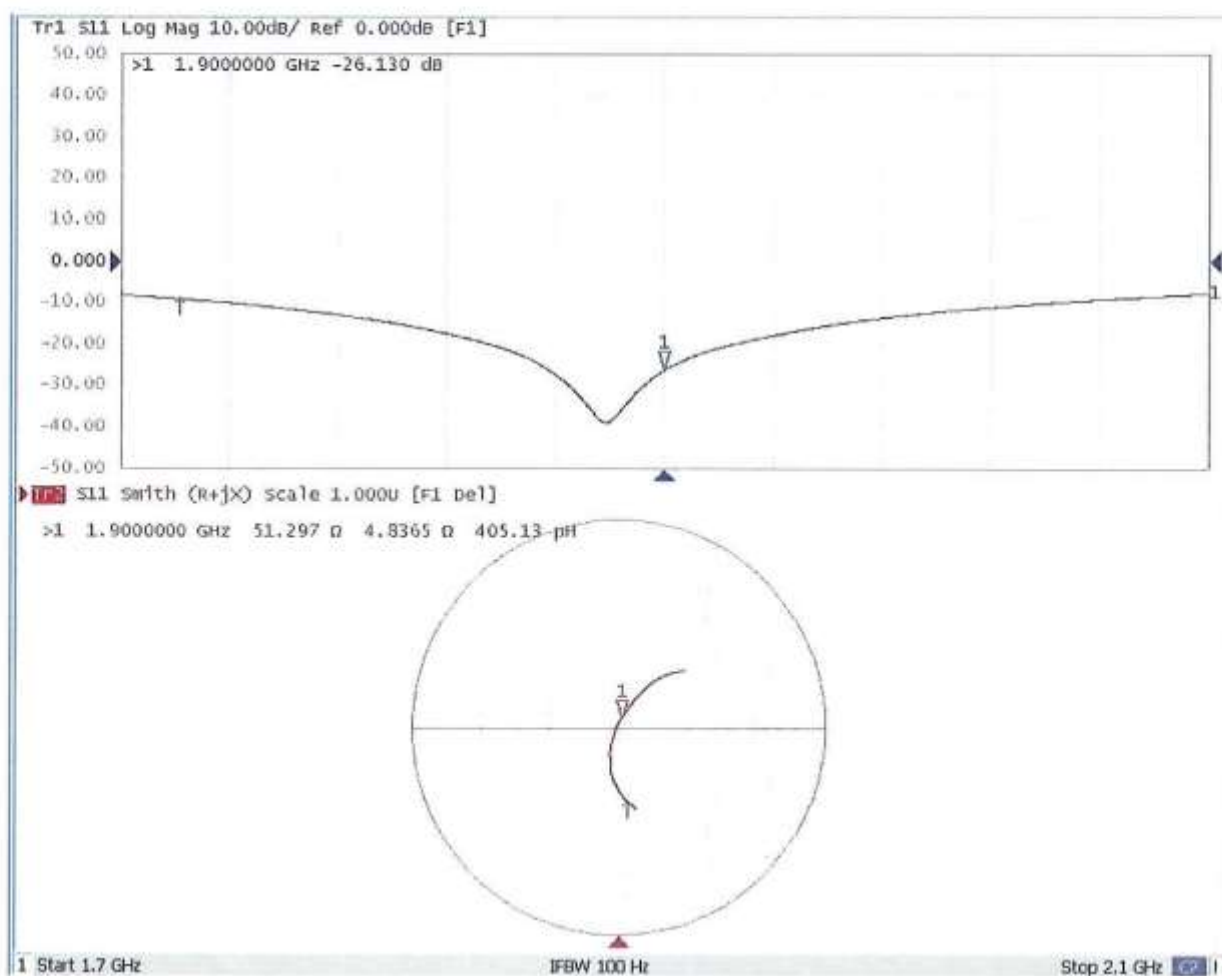 Tr1 S11 Log Mag 10.00dB/ Ref 0.000dB [F1]
50.00
>1 1.9000000 GHz -26.130 dB
40.00
30.00
20.00
10.00
0.000
-10.00
1
-20.00
1
-30.00
-40.00
-50.00
Tr2 S11 Smith (R+jX) Scale 1.000U [F1 Del]
>1 1.9000000 GHz 51.297 Ω 4.8365 Ω 405.13 pH
1
1 Start 1.7 GHz
IFBW 100 Hz
Stop 2.1 GHz